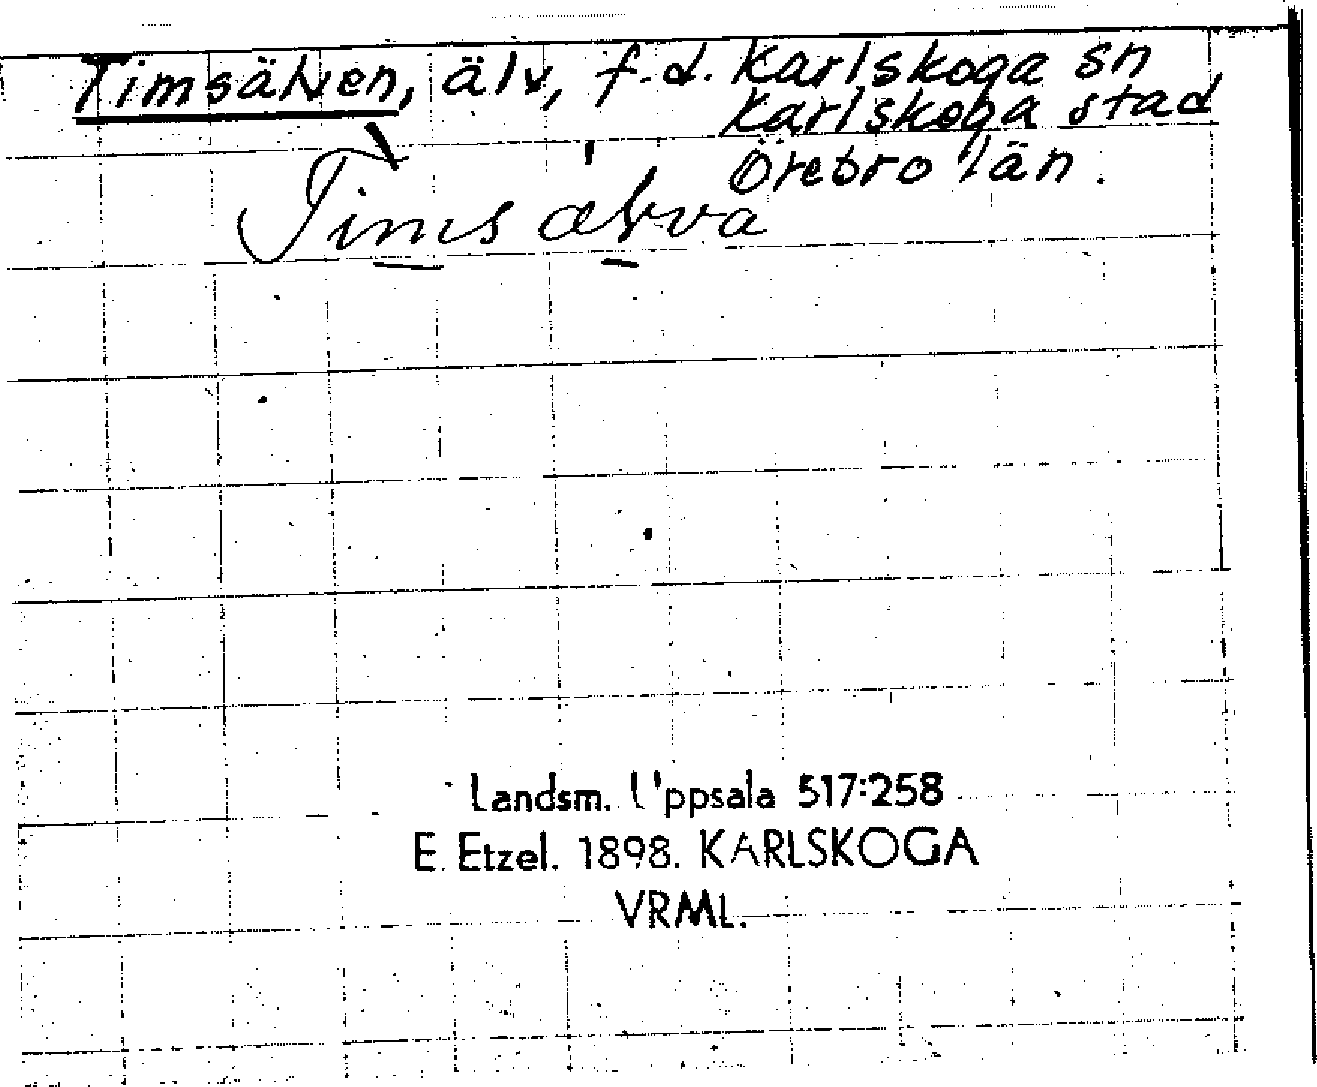 Timsälven, älv, f.d. Karlskoga sn
Karlskoga stad
Örebro län.
Tims älva
Landsm. Uppsala 517:258
E. Etzel. 1898. KARLSKOGA
VRML.